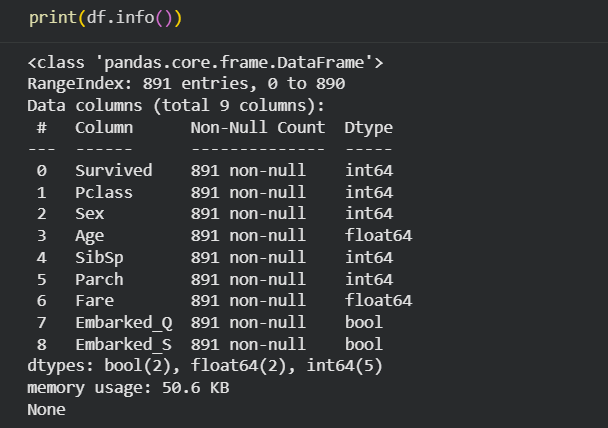 print(df.info())
<class 'pandas.core.frame.DataFrame'>
RangeIndex: 891 entries, 0 to 890
Data columns (total 9 columns):
 #   Column      Non-Null Count  Dtype
---  ------      --------------  -----
 0   Survived    891 non-null    int64
 1   Pclass      891 non-null    int64
 2   Sex         891 non-null    int64
 3   Age         891 non-null    float64
 4   SibSp       891 non-null    int64
 5   Parch       891 non-null    int64
 6   Fare        891 non-null    float64
 7   Embarked_Q  891 non-null    bool
 8   Embarked_S  891 non-null    bool
dtypes: bool(2), float64(2), int64(5)
memory usage: 50.6 KB
None